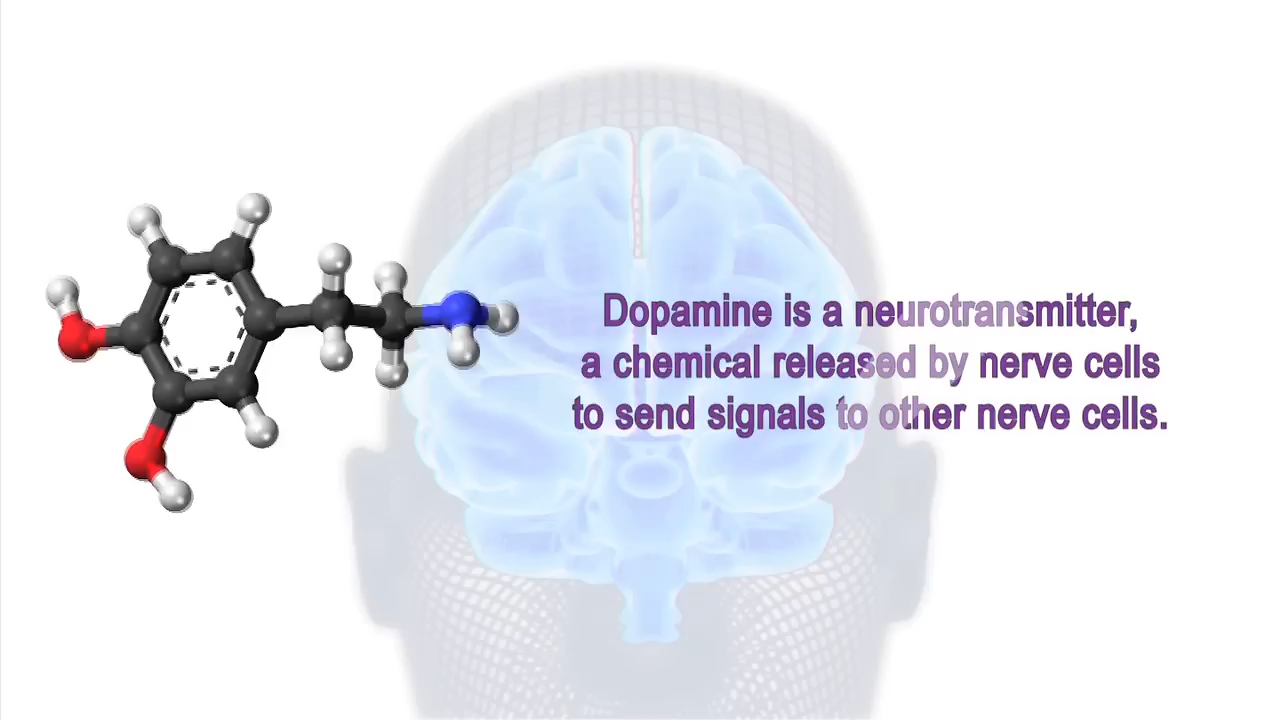 Dopamine is a neurotransmitter,
a chemical released by nerve cells
to send signals to other nerve cells.